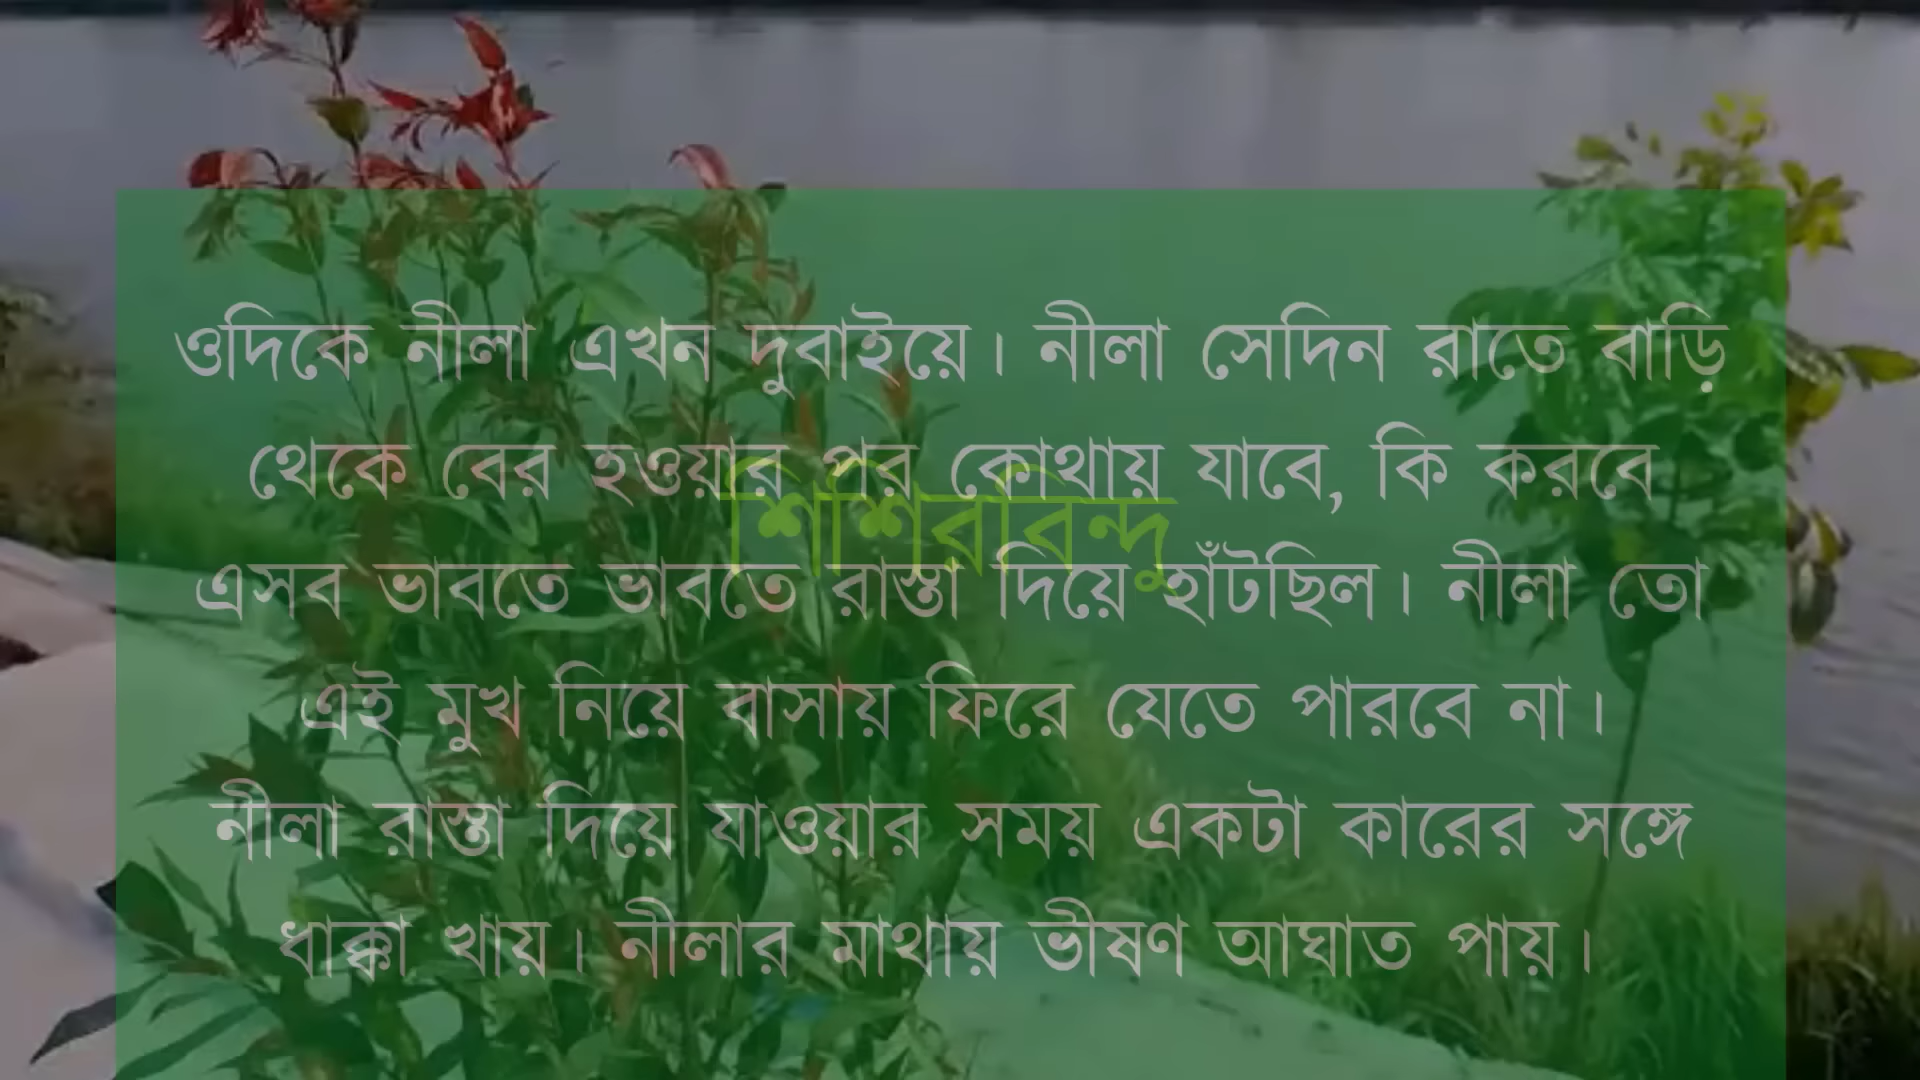 ওদিকে নীলা এখন দুবাইয়ে। নীলা সেদিন রাতে বাড়ি
থেকে বের হওয়ার পর কোথায় যাবে, কি করবে
শিশিরবিন্দু
এসব ভাবতে ভাবতে রাস্তা দিয়ে হাঁটছিল। নীলা তো
এই মুখ নিয়ে বাসায় ফিরে যেতে পারবে না।
নীলা রাস্তা দিয়ে যাওয়ার সময় একটা কারের সঙ্গে
ধাক্কা খায়। নীলার মাথায় ভীষণ আঘাত পায়।